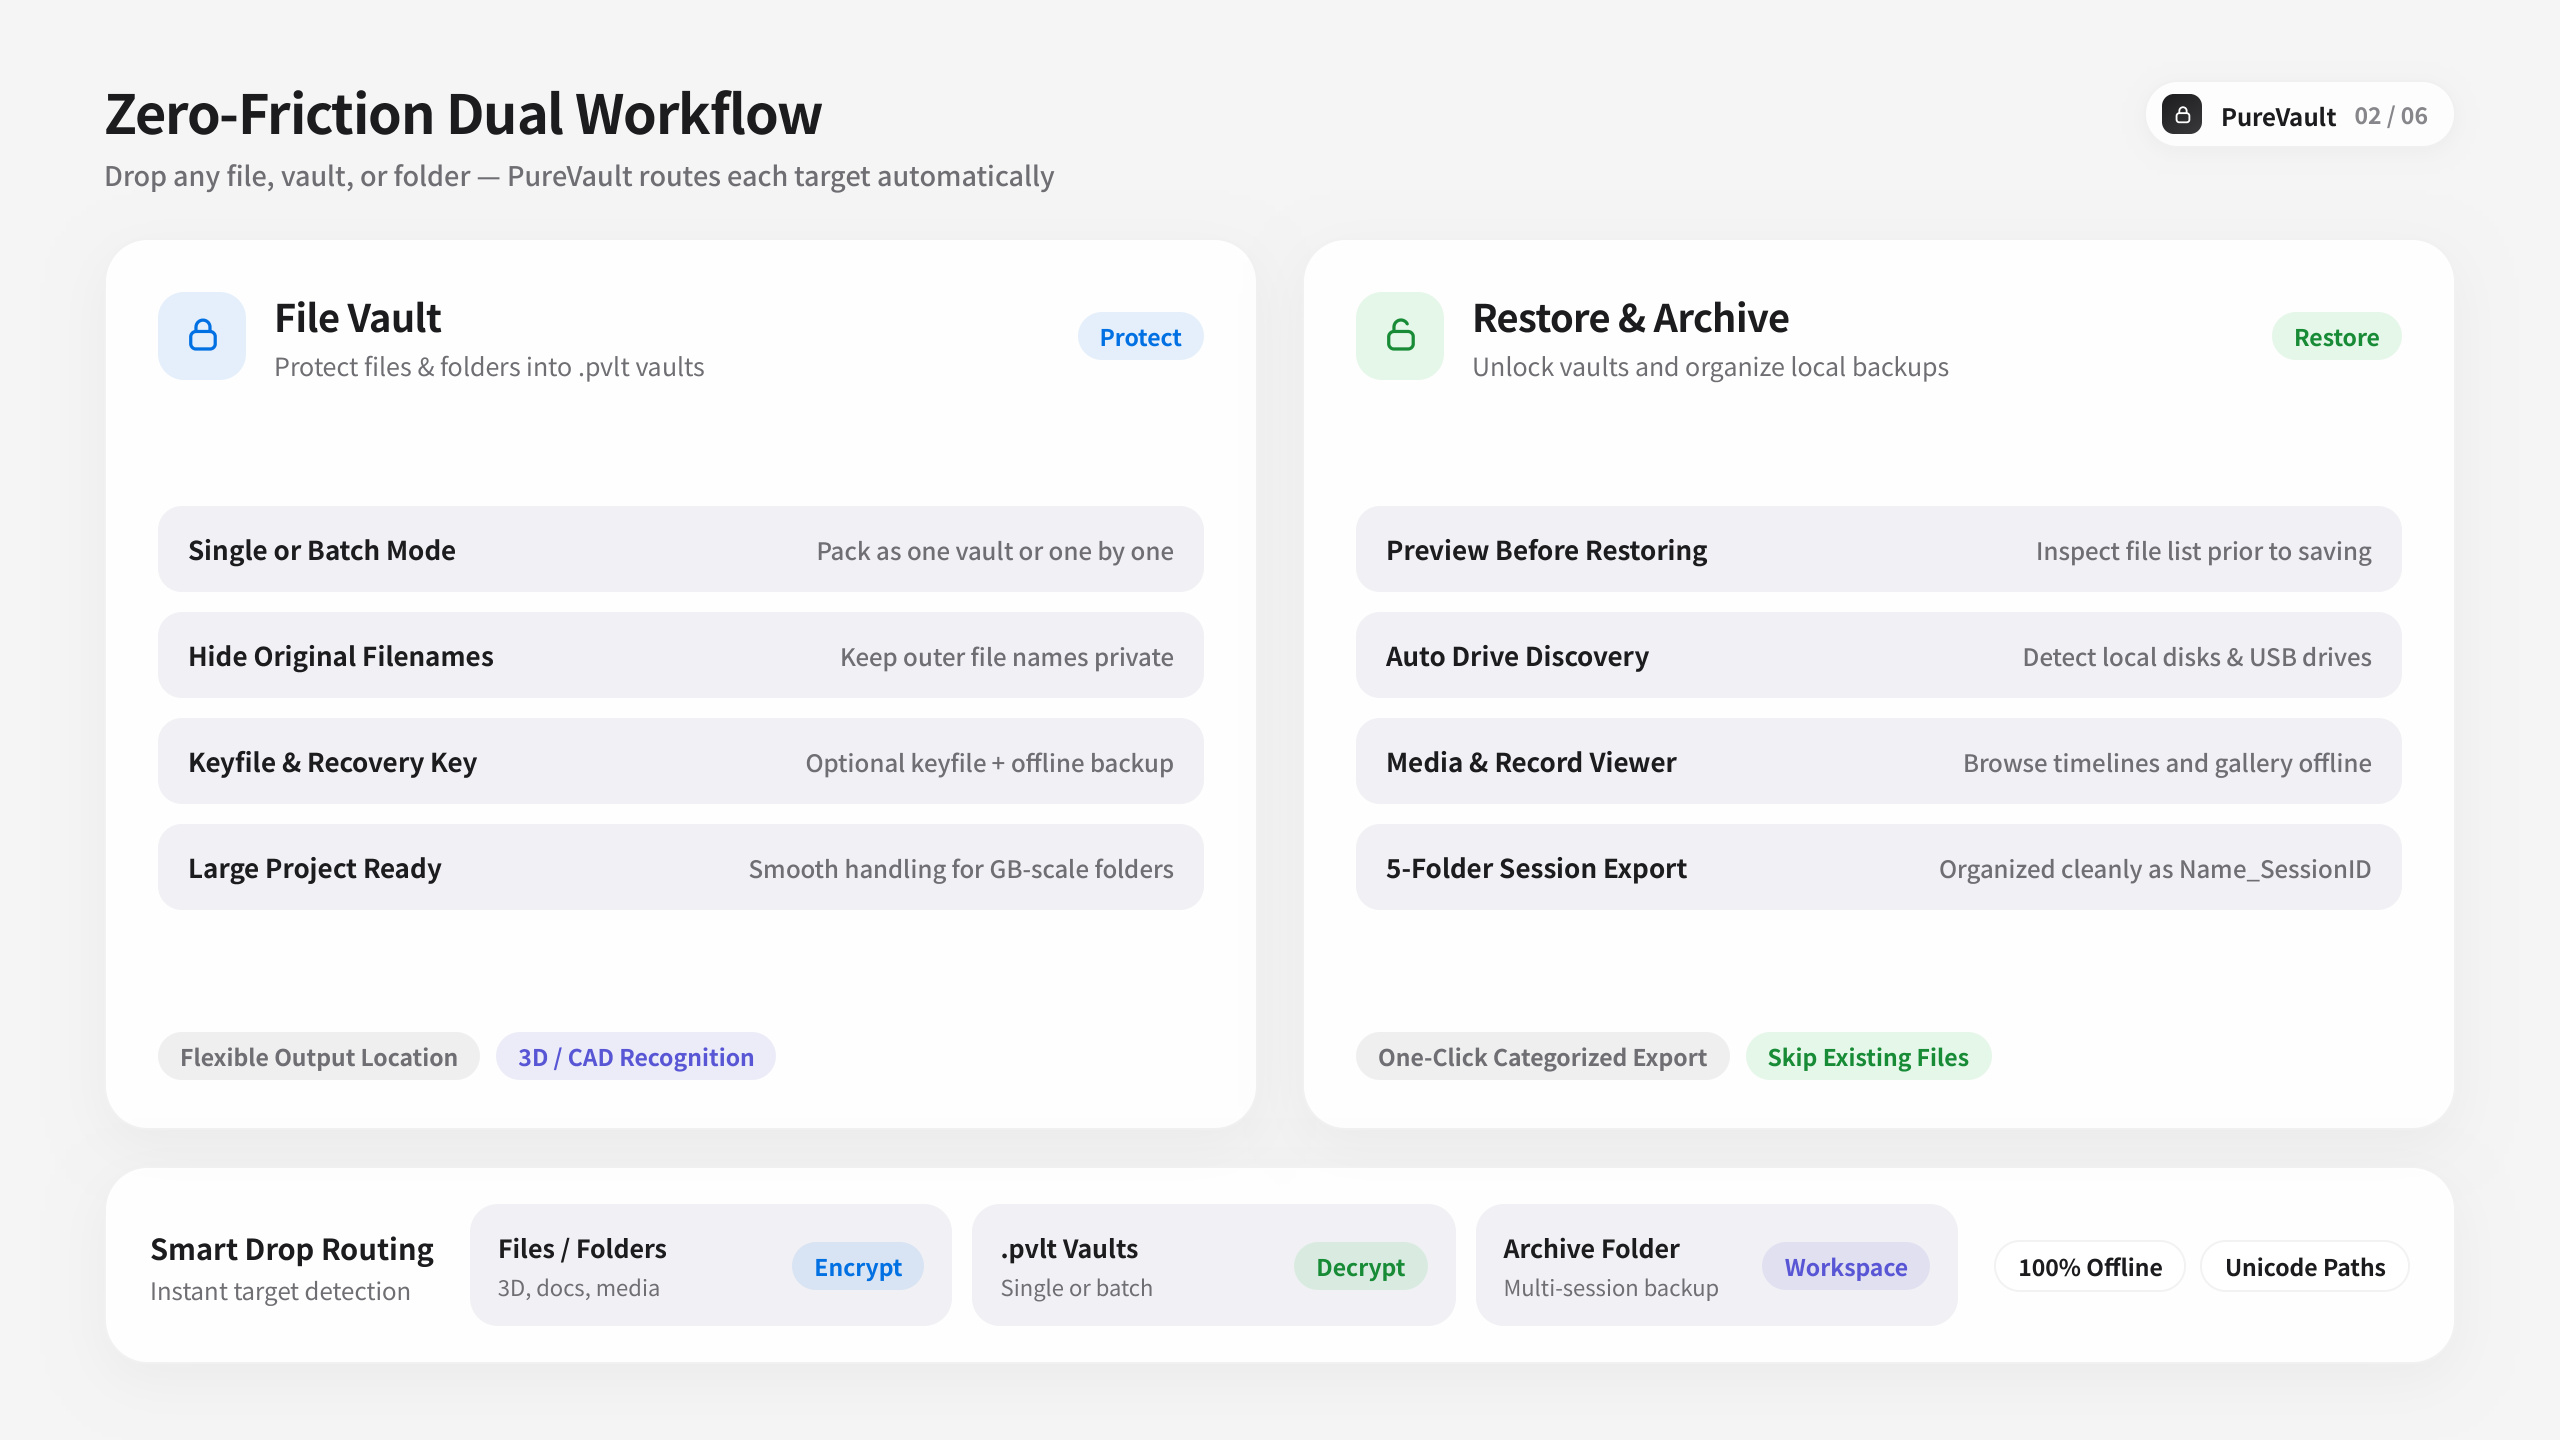 Zero-Friction Dual Workflow
Drop any file, vault, or folder — PureVault routes each target automatically
PureVault 02 / 06
File Vault
Protect files & folders into .pvlt vaults
Protect
Single or Batch Mode
Pack as one vault or one by one
Hide Original Filenames
Keep outer file names private
Keyfile & Recovery Key
Optional keyfile + offline backup
Large Project Ready
Smooth handling for GB-scale folders
Flexible Output Location
3D / CAD Recognition
Restore & Archive
Unlock vaults and organize local backups
Restore
Preview Before Restoring
Inspect file list prior to saving
Auto Drive Discovery
Detect local disks & USB drives
Media & Record Viewer
Browse timelines and gallery offline
5-Folder Session Export
Organized cleanly as Name_SessionID
One-Click Categorized Export
Skip Existing Files
Smart Drop Routing
Instant target detection
Files / Folders
3D, docs, media
Encrypt
.pvlt Vaults
Single or batch
Decrypt
Archive Folder
Multi-session backup
Workspace
100% Offline
Unicode Paths